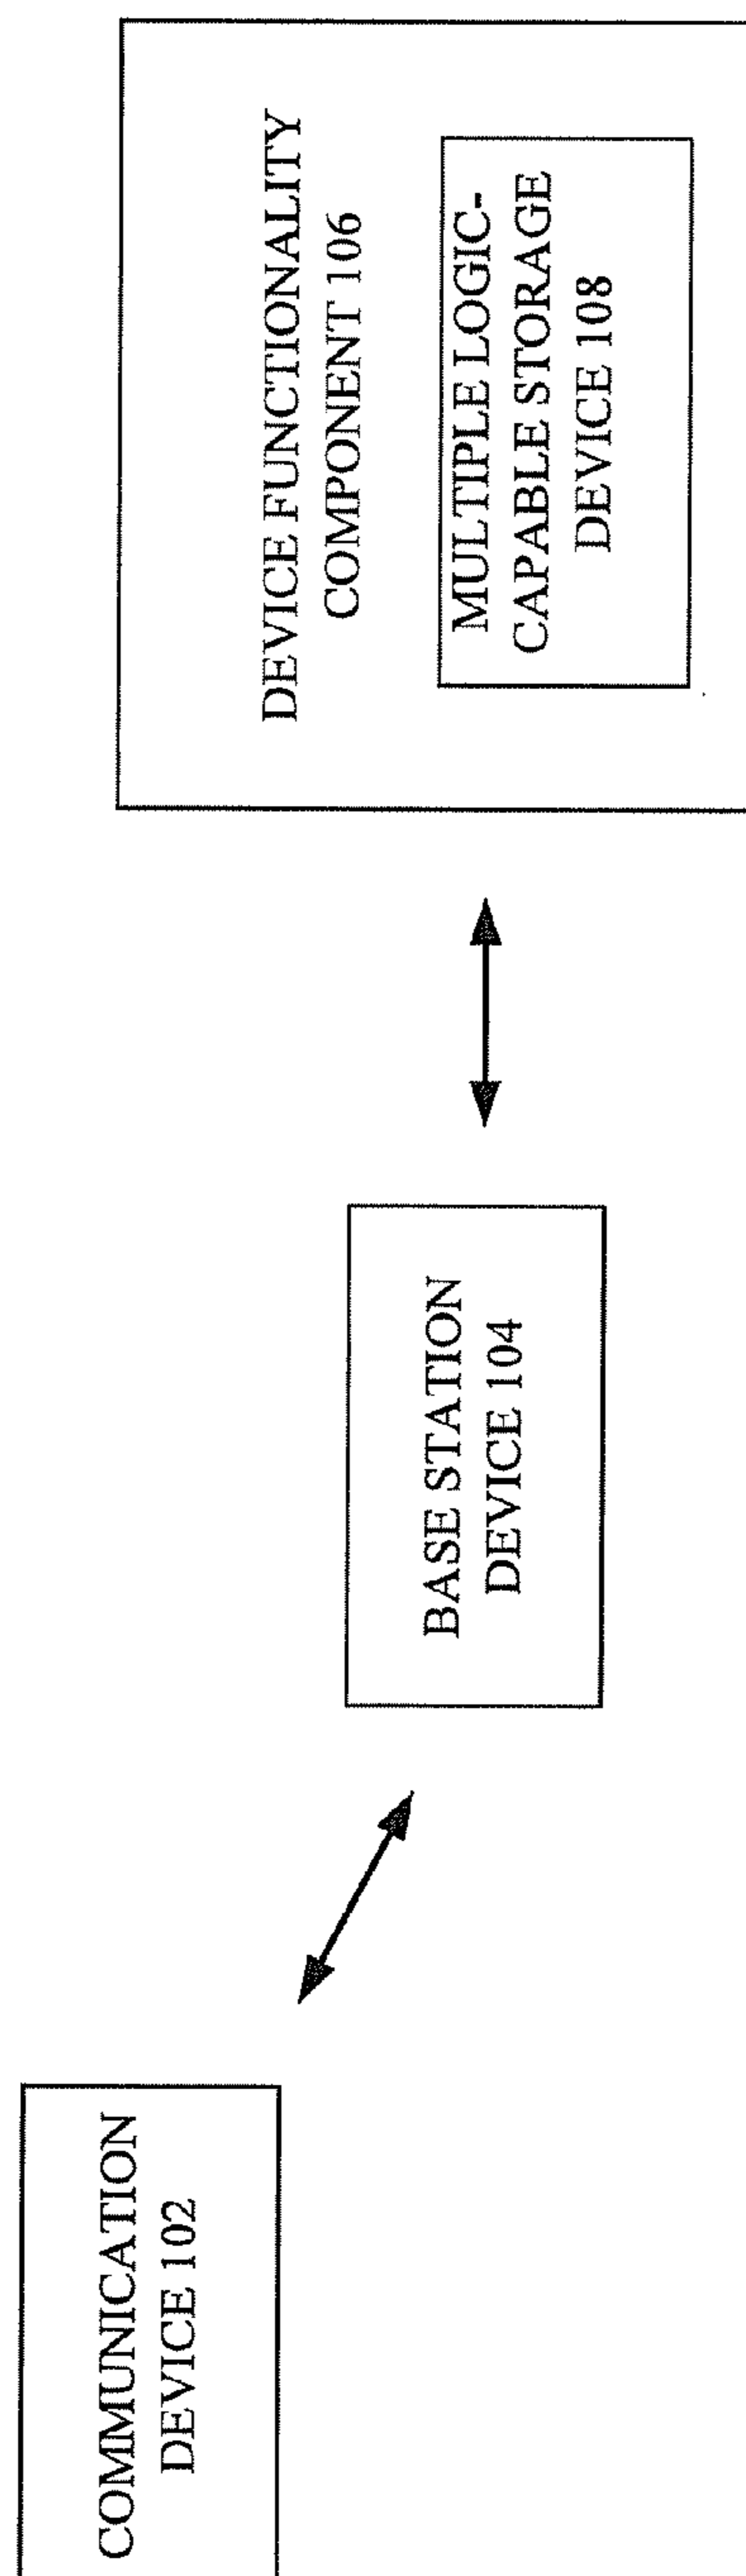 COMMUNICATION
DEVICE 102
BASE STATION
DEVICE 104
DEVICE FUNCTIONALITY
COMPONENT 106
MULTIPLE LOGIC-
CAPABLE STORAGE
DEVICE 108